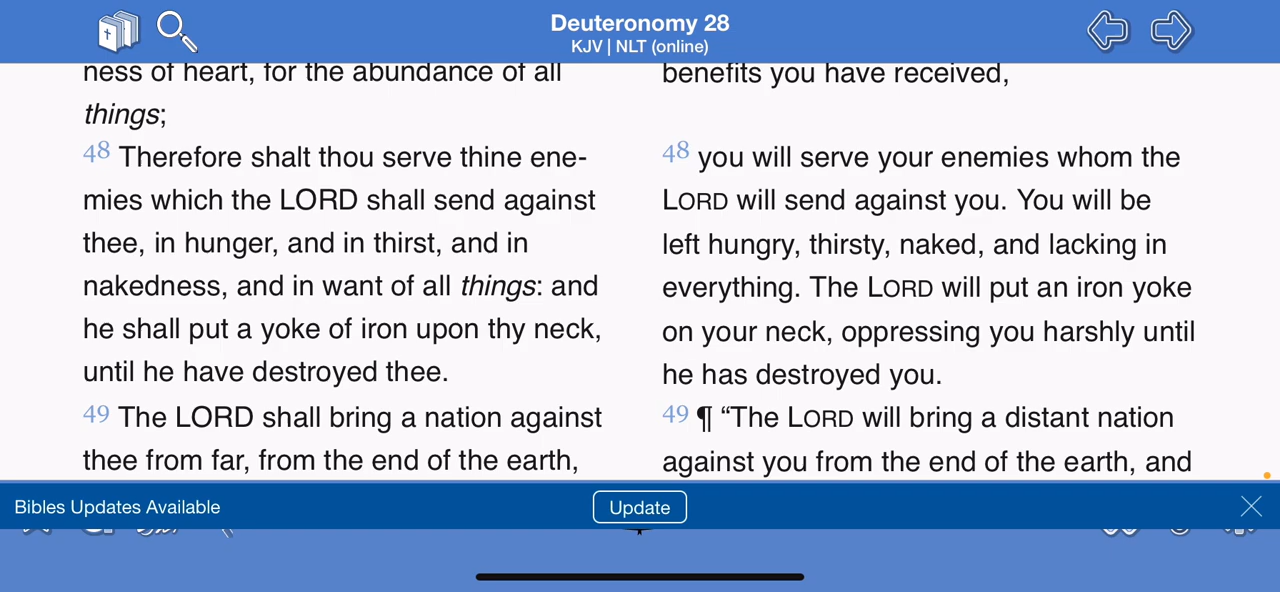 Deuteronomy 28
KJV | NLT (online)
ness of heart, for the abundance of all
things;
48 Therefore shalt thou serve thine ene-
mies which the LORD shall send against
thee, in hunger, and in thirst, and in
nakedness, and in want of all things: and
he shall put a yoke of iron upon thy neck,
until he have destroyed thee.
49 The LORD shall bring a nation against
thee from far, from the end of the earth,
benefits you have received,
48 you will serve your enemies whom the
LORD will send against you. You will be
left hungry, thirsty, naked, and lacking in
everything. The LORD will put an iron yoke
on your neck, oppressing you harshly until
he has destroyed you.
49 ¶ “The LORD will bring a distant nation
against you from the end of the earth, and
Bibles Updates Available
Update